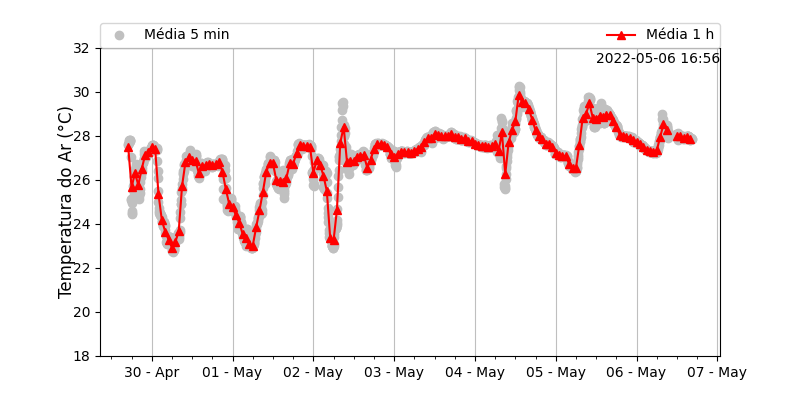 Média 5 min
Média 1 h
2022-05-06 16:56
Temperatura do Ar (°C)
32
30
28
26
24
22
20
18
30 - Apr
01 - May
02 - May
03 - May
04 - May
05 - May
06 - May
07 - May